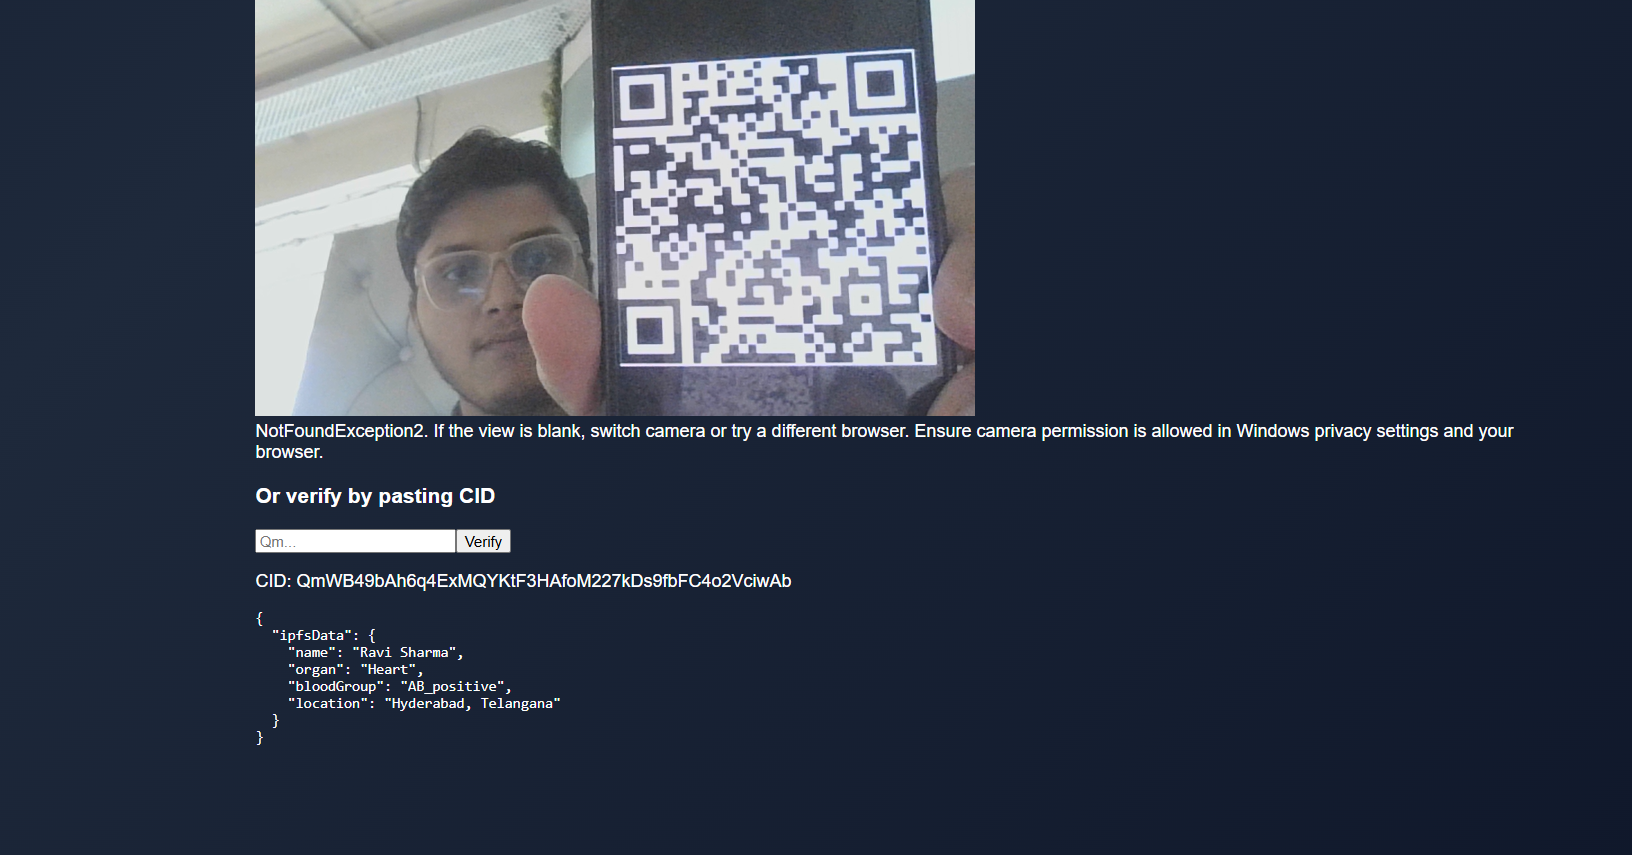 NotFoundException2. If the view is blank, switch camera or try a different browser. Ensure camera permission is allowed in Windows privacy settings and your
browser.
Or verify by pasting CID
Qm...
Verify
CID: QmWB49bAh6q4ExMQYKtF3HAfoM227kDs9fbFC4o2VciwAb
{
"ipfsData": {
"name": "Ravi Sharma",
"organ": "Heart",
"bloodGroup": "AB_positive",
"location": "Hyderabad, Telangana"
}
}